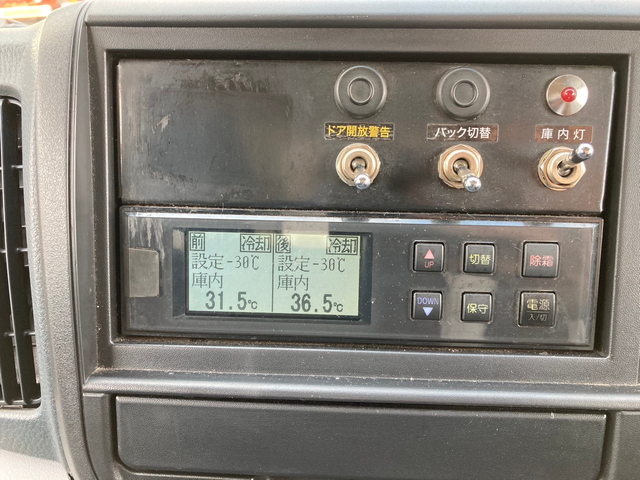 ドア開放警告
バック切替
庫内灯
前 冷却 後 冷却
設定-30℃ 設定-30℃
庫内 庫内
31.5℃ 36.5℃
▲ UP
切替
除霜
DOWN ▼
保守
電源
入/切